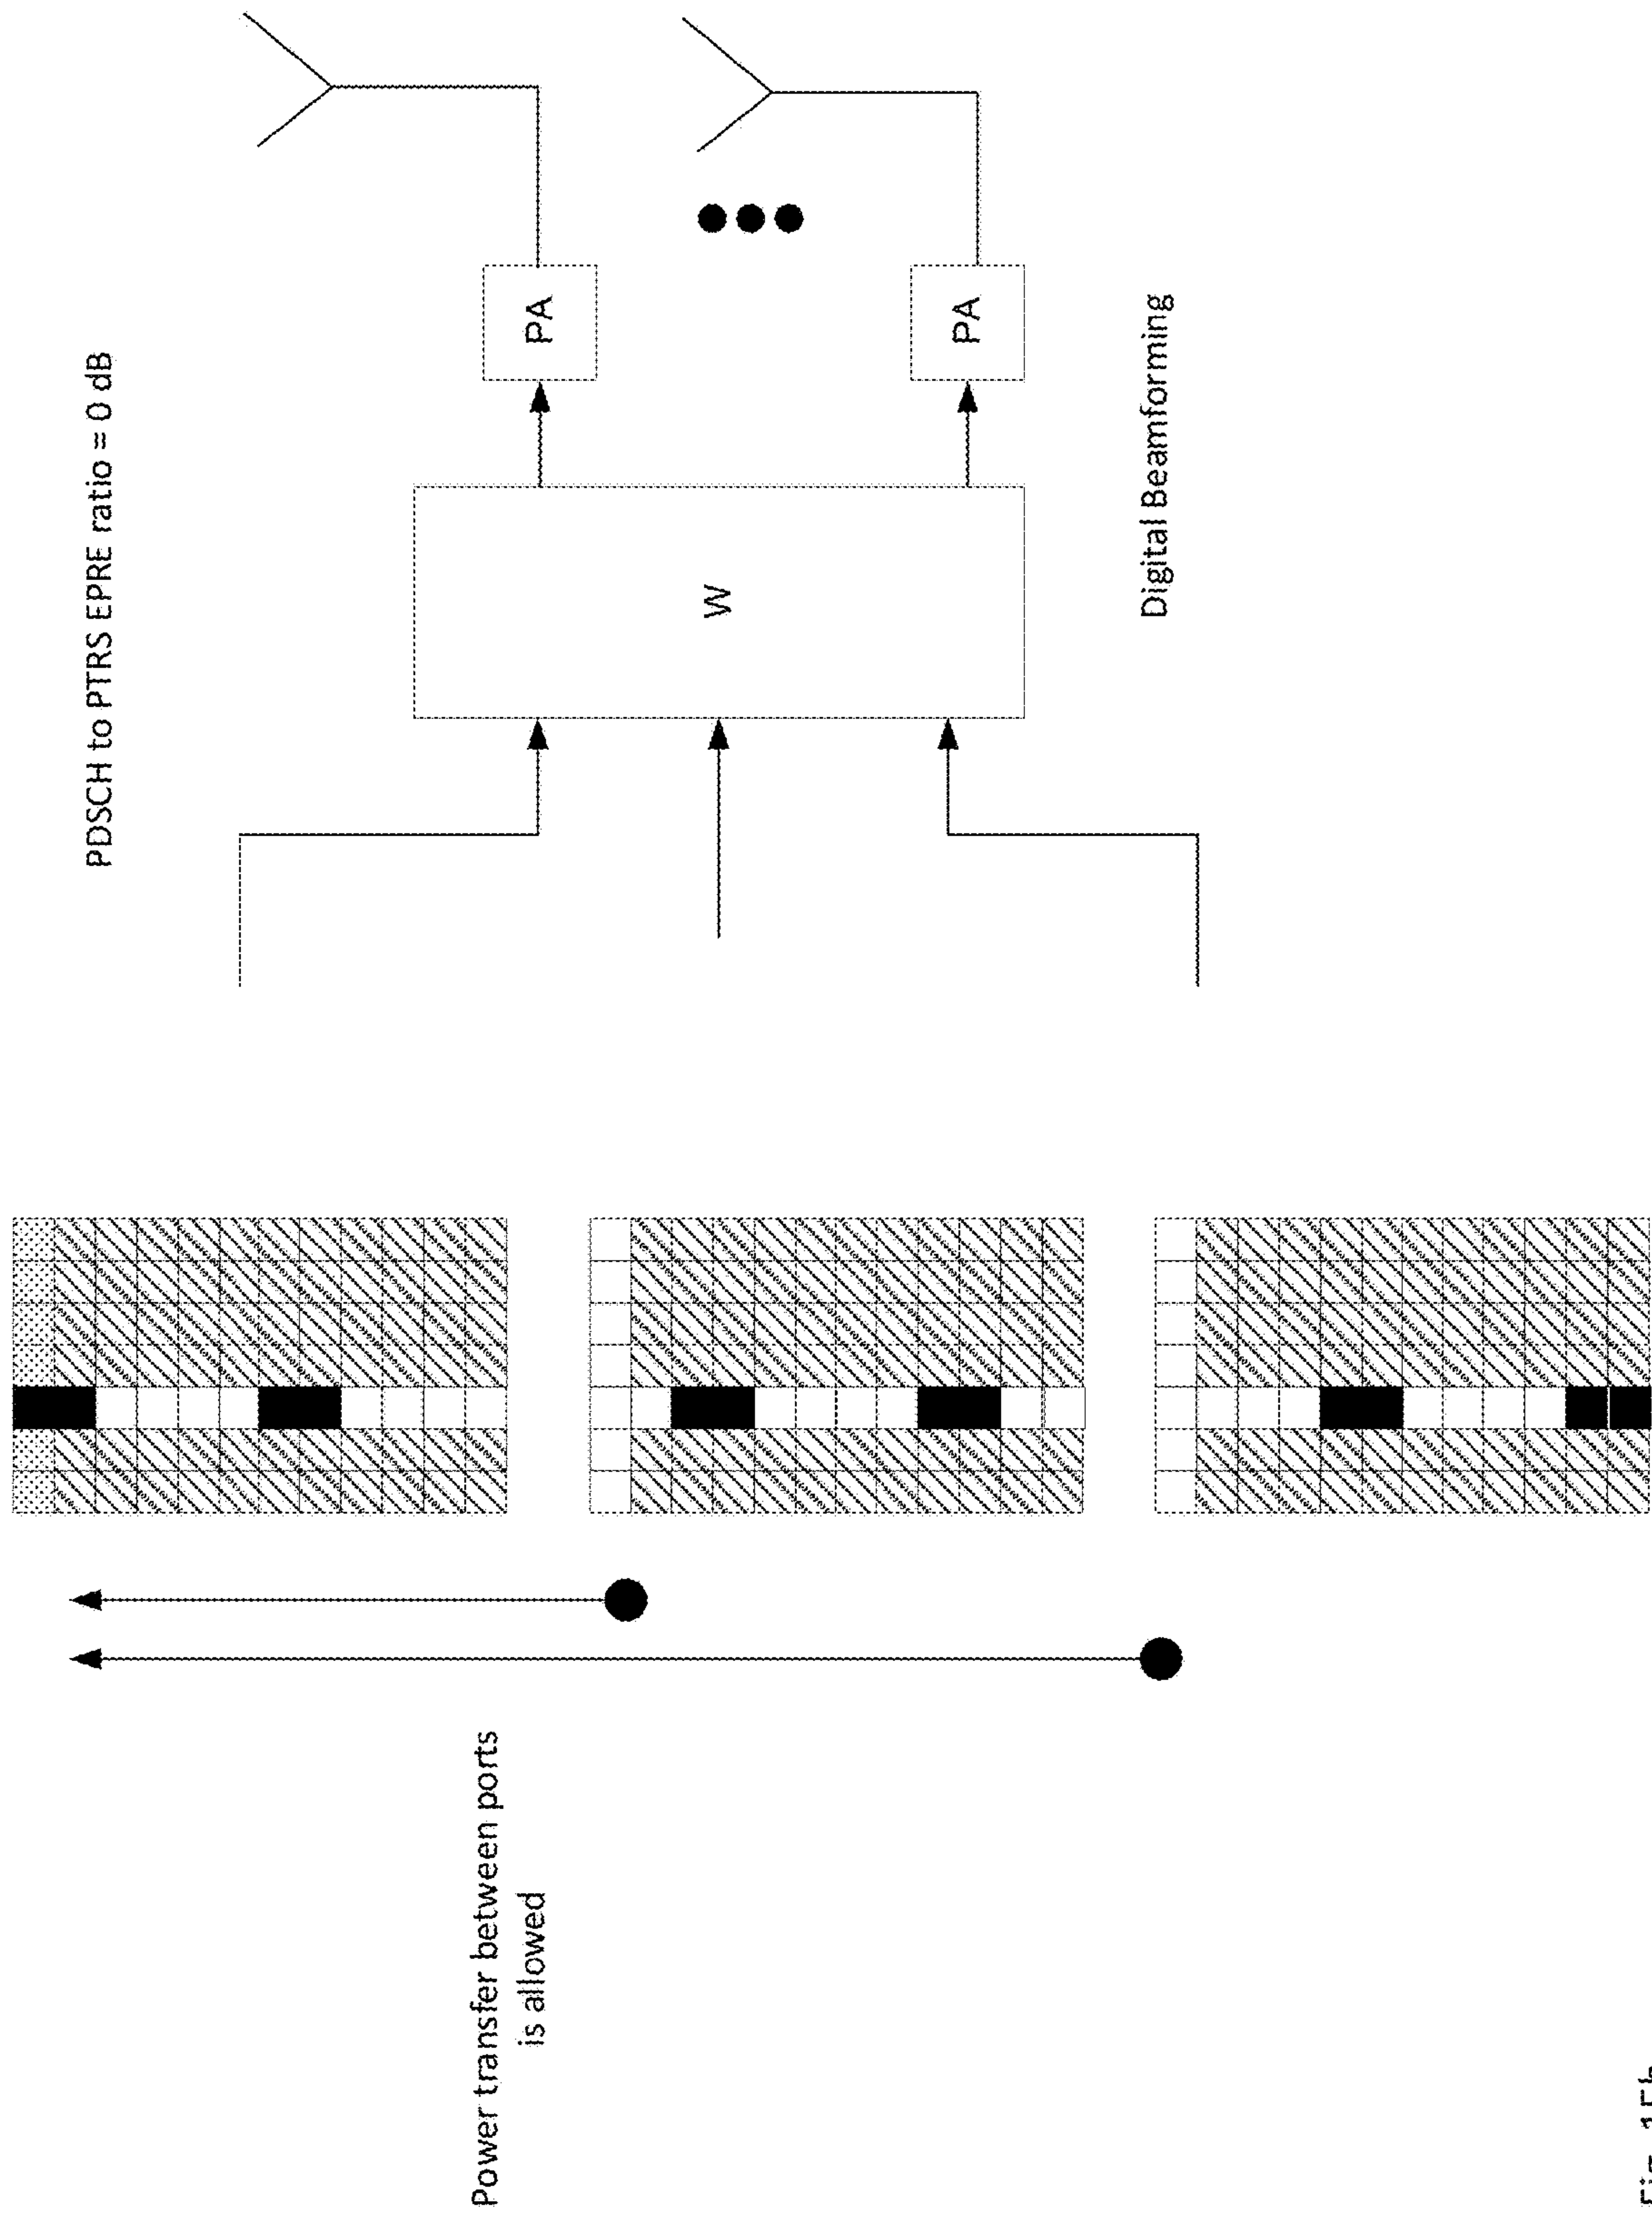 PDSCH to PTRS EPRE ratio = 0 dB
PA
PA
W
Digital Beamforming
Power transfer between ports
is allowed